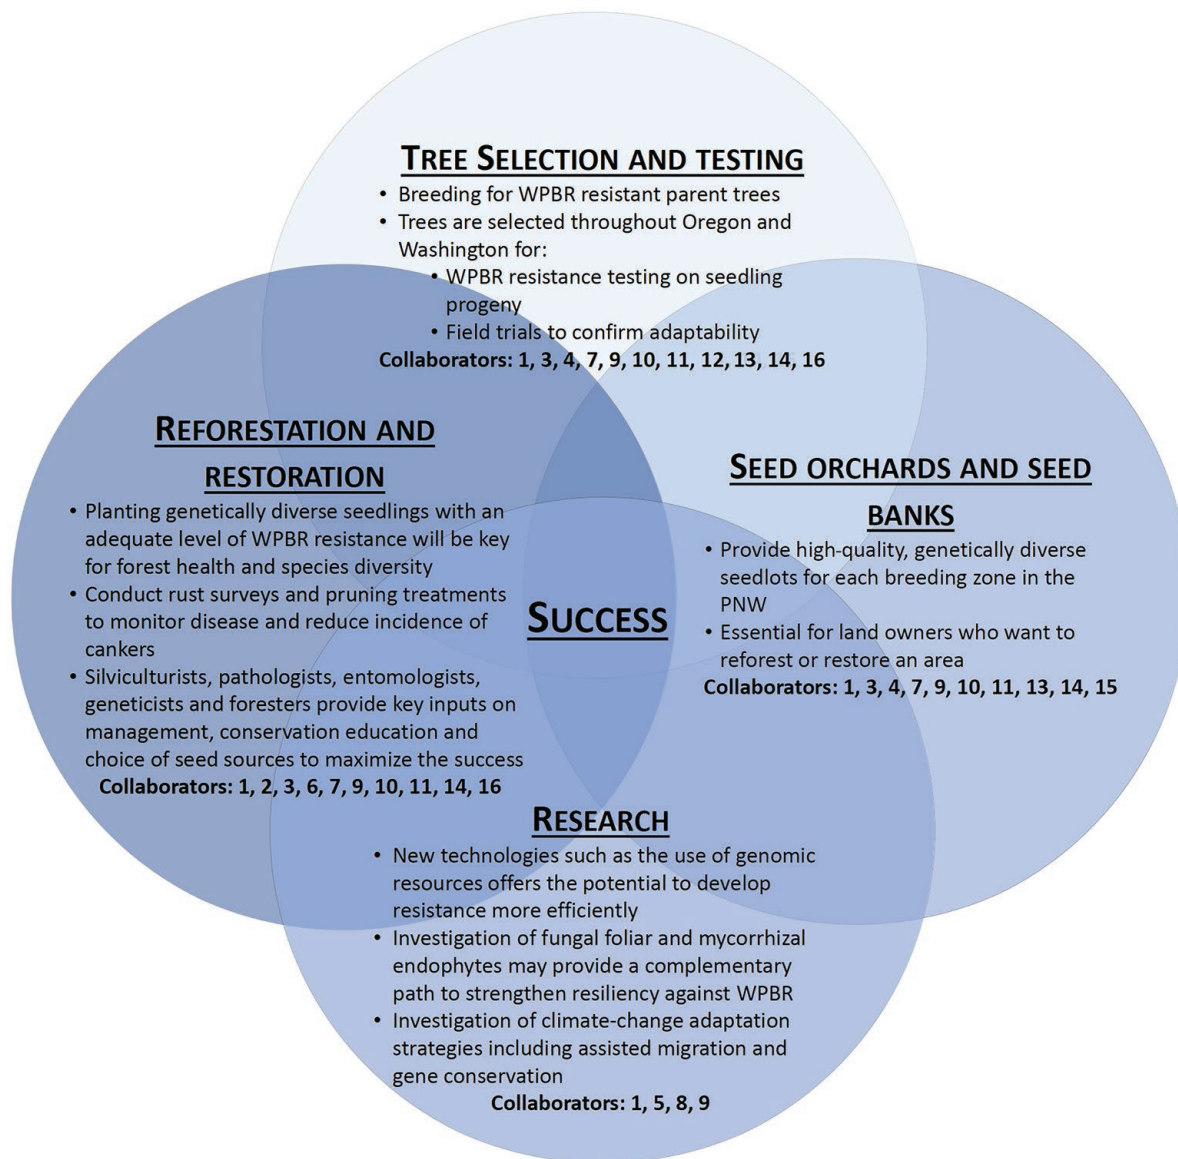 TREE SELECTION AND TESTING
• Breeding for WPBR resistant parent trees
• Trees are selected throughout Oregon and
Washington for:
• WPBR resistance testing on seedling
progeny
• Field trials to confirm adaptability
Collaborators: 1, 3, 4, 7, 9, 10, 11, 12, 13, 14, 16
REFORESTATION AND
RESTORATION
• Planting genetically diverse seedlings with an
adequate level of WPBR resistance will be key
for forest health and species diversity
• Conduct rust surveys and pruning treatments
to monitor disease and reduce incidence of
cankers
• Silviculturists, pathologists, entomologists,
geneticists and foresters provide key inputs on
management, conservation education and
choice of seed sources to maximize the success
Collaborators: 1, 2, 3, 6, 7, 9, 10, 11, 14, 16
SUCCESS
SEED ORCHARDS AND SEED
BANKS
• Provide high-quality, genetically diverse
seedlots for each breeding zone in the
PNW
• Essential for land owners who want to
reforest or restore an area
Collaborators: 1, 3, 4, 7, 9, 10, 11, 13, 14, 15
RESEARCH
• New technologies such as the use of genomic
resources offers the potential to develop
resistance more efficiently
• Investigation of fungal foliar and mycorrhizal
endophytes may provide a complementary
path to strengthen resiliency against WPBR
• Investigation of climate-change adaptation
strategies including assisted migration and
gene conservation
Collaborators: 1, 5, 8, 9